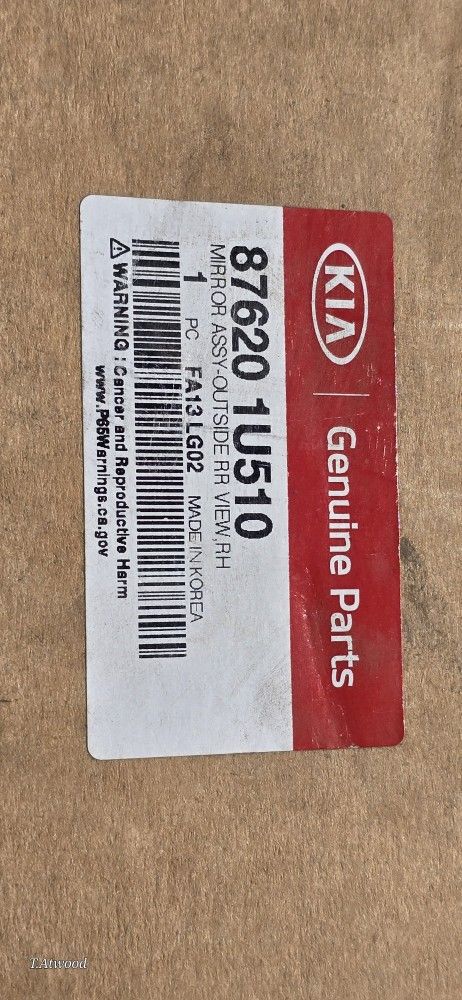 KIA | Genuine Parts
87620 1U510
MIRROR ASSY-OUTSIDE RR VIEW,RH
1 PC FA13 LG02 MADE IN KOREA
⚠ WARNING : Cancer and Reproductive Harm
www.P65Warnings.ca.gov
T.Atwood